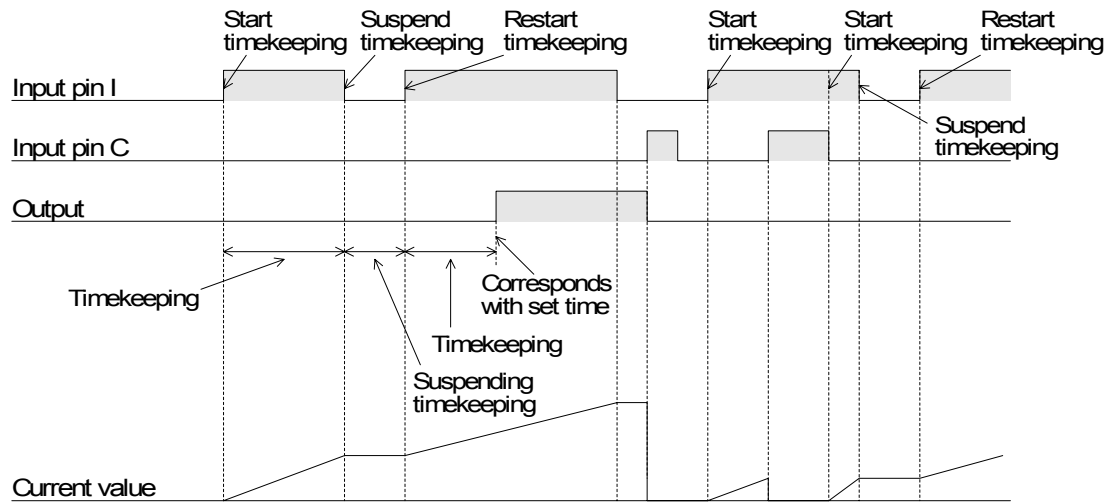 Start
timekeeping
Suspend
timekeeping
Restart
timekeeping
Start
timekeeping
Start
timekeeping
Restart
timekeeping
Input pin I
Suspend
timekeeping
Input pin C
Output
Timekeeping
Corresponds
with set time
Timekeeping
Suspending
timekeeping
Current value